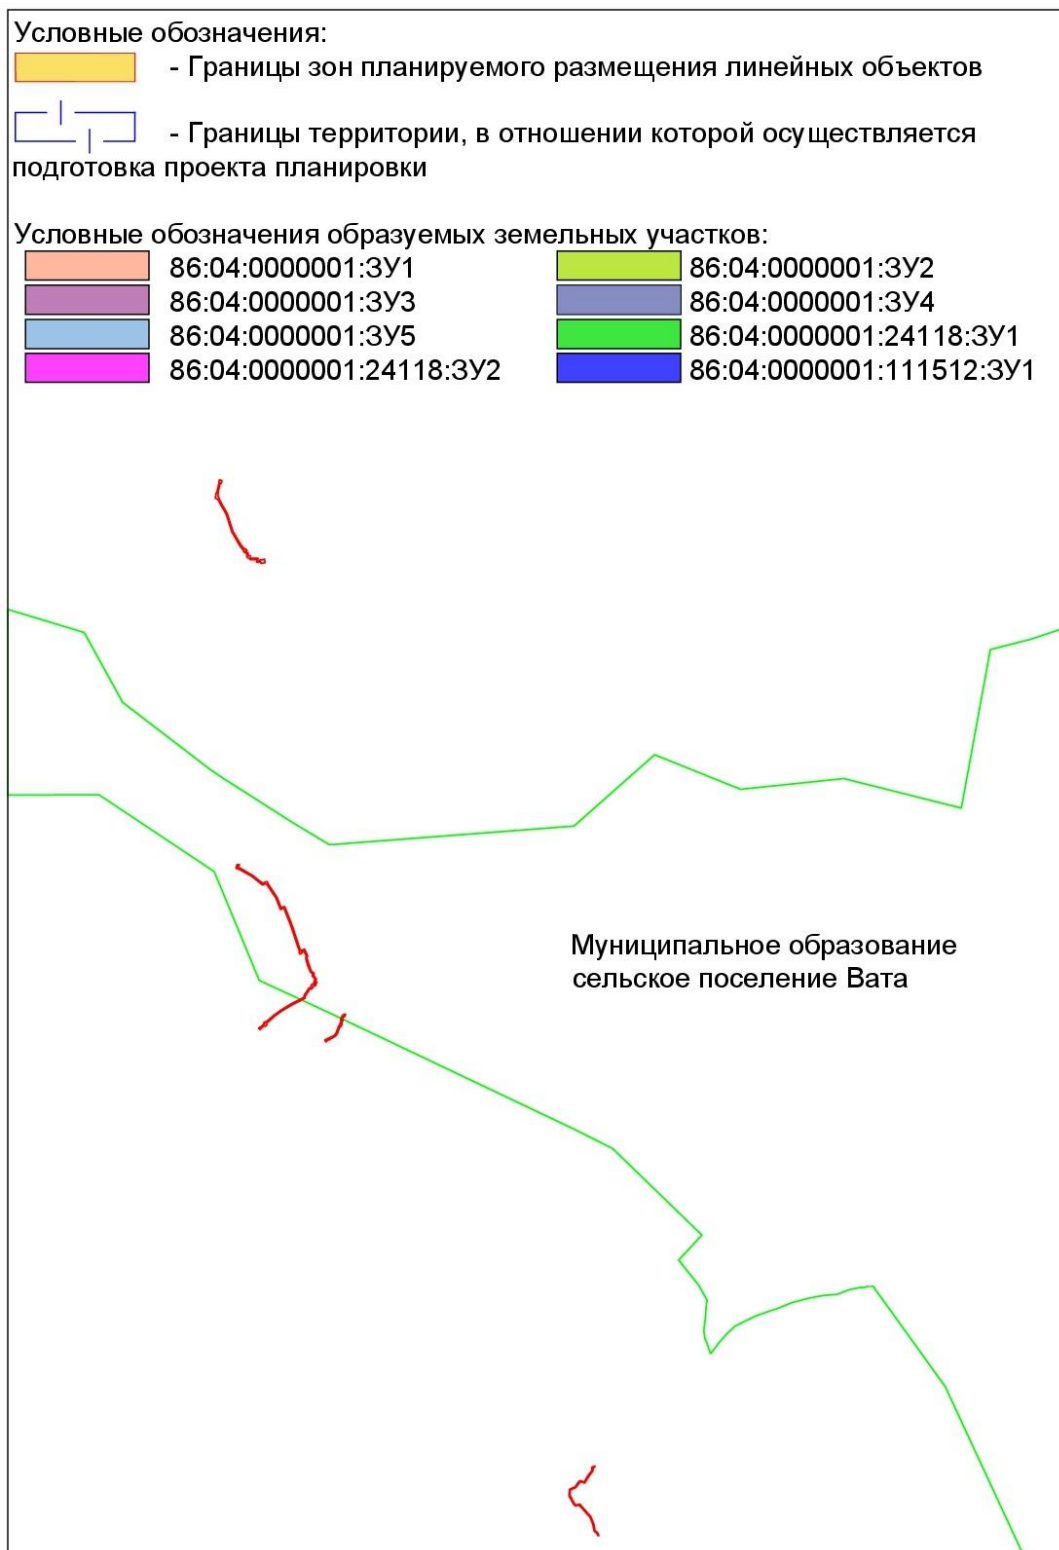 Условные обозначения:
- Границы зон планируемого размещения линейных объектов
- Границы территории, в отношении которой осуществляется
подготовка проекта планировки
Условные обозначения образуемых земельных участков:
86:04:0000001:ЗУ1 86:04:0000001:ЗУ2
86:04:0000001:ЗУ3 86:04:0000001:ЗУ4
86:04:0000001:ЗУ5 86:04:0000001:24118:ЗУ1
86:04:0000001:24118:ЗУ2 86:04:0000001:111512:ЗУ1
Муниципальное образование
сельское поселение Вата